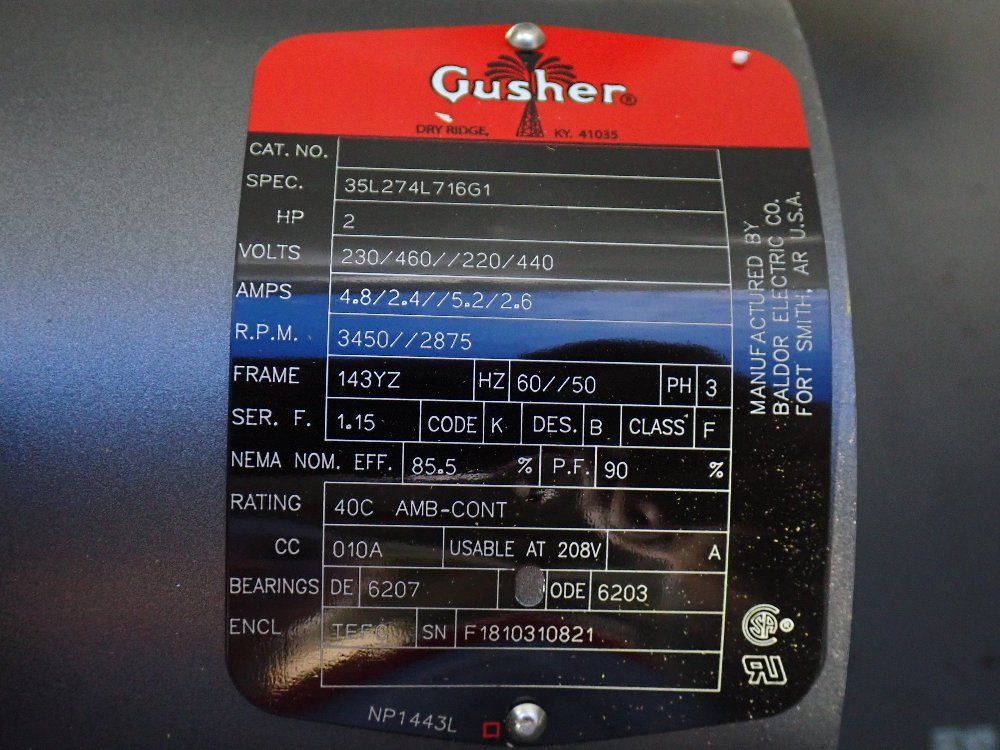 Gusher®
DRY RIDGE, KY. 41035
CAT. NO.
SPEC. 35L274L716G1
HP 2
VOLTS 230/460//220/440
AMPS 4.8/2.4//5.2/2.6
R.P.M. 3450//2875
FRAME 143YZ HZ 60//50 PH 3
SER. F. 1.15 CODE K DES. B CLASS F
NEMA NOM. EFF. 85.5 % P.F. 90 %
RATING 40C AMB-CONT
CC 010A USABLE AT 208V A
BEARINGS DE 6207 ODE 6203
ENCL TEFC SN F1810310821
NP1443L
MANUFACTURED BY
BALDOR ELECTRIC CO.
FORT SMITH, AR U.S.A.
SA ®
RU